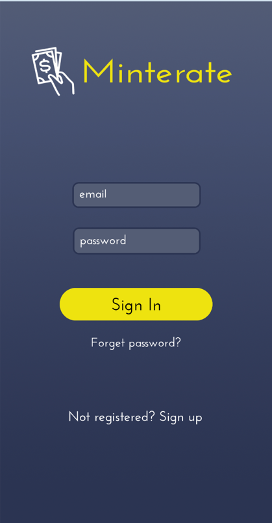 Minterate
email
password
Sign In
Forget password?
Not registered? Sign up